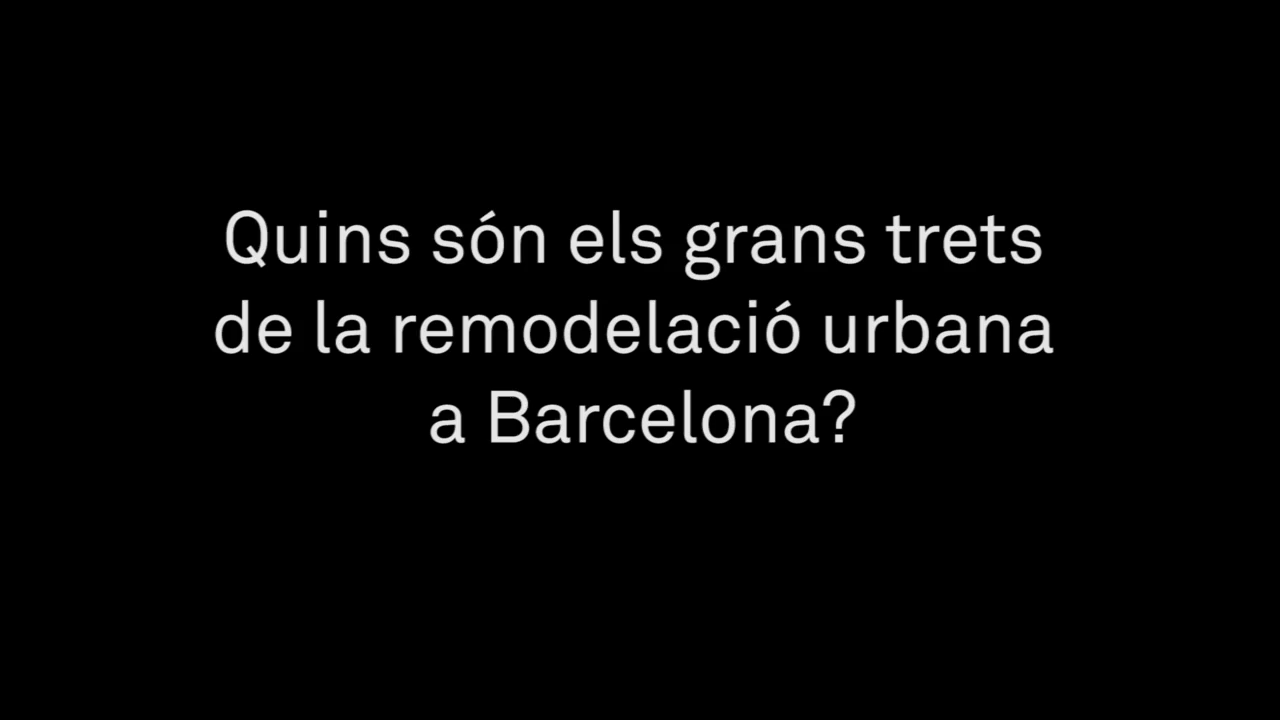 Quins són els grans trets
de la remodelació urbana
a Barcelona?